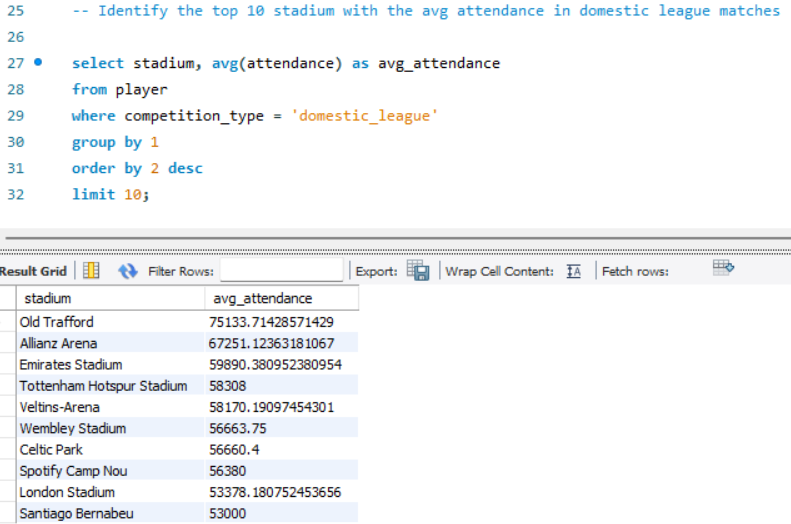 25 -- Identify the top 10 stadium with the avg attendance in domestic league matches
26
27 select stadium, avg(attendance) as avg_attendance
28 from player
29 where competition_type = 'domestic_league'
30 group by 1
31 order by 2 desc
32 limit 10;
Result Grid Filter Rows: Export: Wrap Cell Content: IA Fetch rows:
stadium avg_attendance
Old Trafford 75133.71428571429
Allianz Arena 67251.12363181067
Emirates Stadium 59890.380952380954
Tottenham Hotspur Stadium 58308
Veltins-Arena 58170.19097454301
Wembley Stadium 56663.75
Celtic Park 56660.4
Spotify Camp Nou 56380
London Stadium 53378.180752453656
Santiago Bernabeu 53000